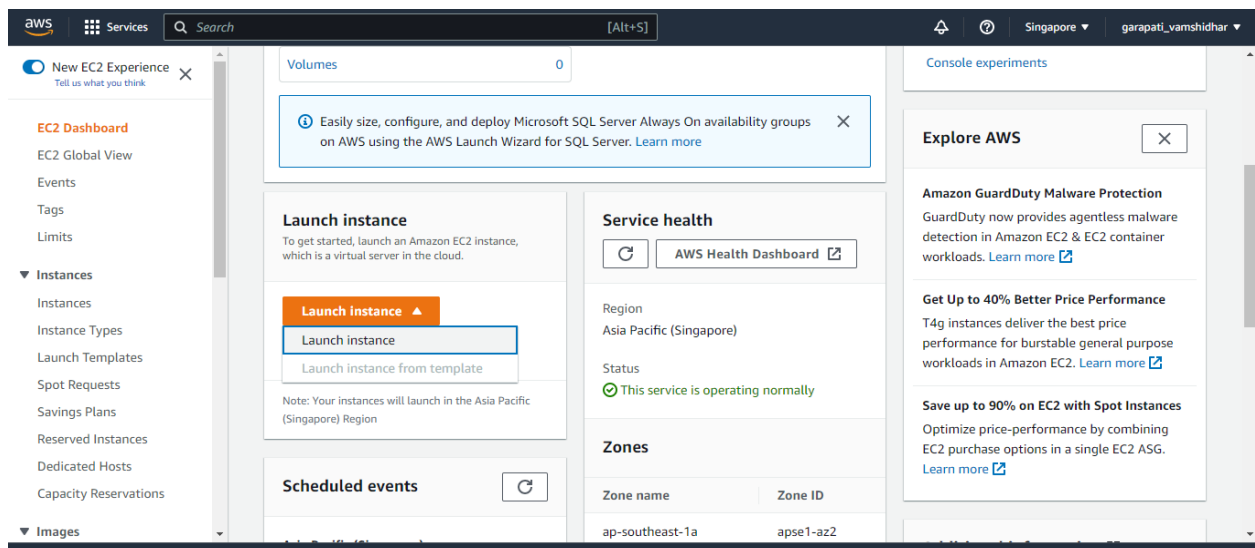 aws
Services
Search
[Alt+S]
Singapore ▼
garapati_vamshidhar ▼
New EC2 Experience
Tell us what you think
EC2 Dashboard
EC2 Global View
Events
Tags
Limits
▼ Instances
Instances
Instance Types
Launch Templates
Spot Requests
Savings Plans
Reserved Instances
Dedicated Hosts
Capacity Reservations
▼ Images
Volumes 0
Easily size, configure, and deploy Microsoft SQL Server Always On availability groups
on AWS using the AWS Launch Wizard for SQL Server. Learn more
Launch instance
To get started, launch an Amazon EC2 instance,
which is a virtual server in the cloud.
Launch instance ▲
Launch instance
Launch instance from template
Note: Your instances will launch in the Asia Pacific
(Singapore) Region
Scheduled events
Service health
AWS Health Dashboard
Region
Asia Pacific (Singapore)
Status
This service is operating normally
Zones
Zone name Zone ID
ap-southeast-1a apse1-az2
Console experiments
Explore AWS
Amazon GuardDuty Malware Protection
GuardDuty now provides agentless malware
detection in Amazon EC2 & EC2 container
workloads. Learn more
Get Up to 40% Better Price Performance
T4g instances deliver the best price
performance for burstable general purpose
workloads in Amazon EC2. Learn more
Save up to 90% on EC2 with Spot Instances
Optimize price-performance by combining
EC2 purchase options in a single EC2 ASG.
Learn more